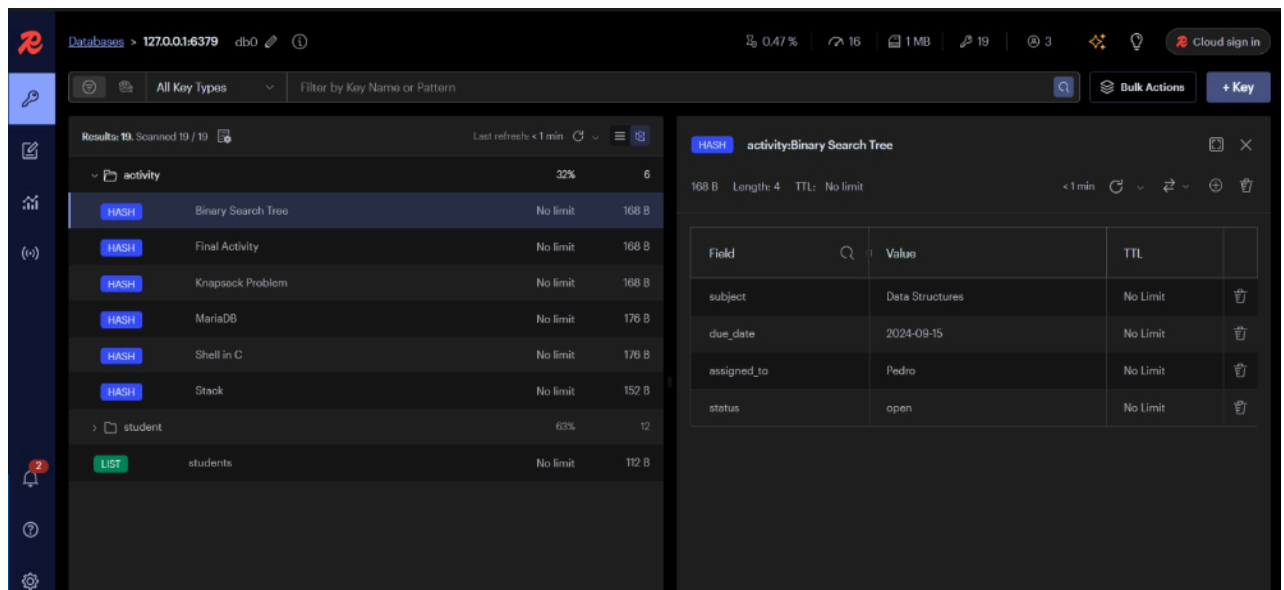 Databases > 127.0.0.1:6379 db0 0.47 % 16 1 MB 19 3 Cloud sign in
All Key Types Filter by Key Name or Pattern Bulk Actions + Key
Results: 19. Scanned 19 / 19 Last refresh: < 1 min
activity 32% 6
HASH Binary Search Tree No limit 168 B
HASH Final Activity No limit 168 B
HASH Knapsack Problem No limit 168 B
HASH MariaDB No limit 176 B
HASH Shell in C No limit 176 B
HASH Stack No limit 152 B
student 63% 12
LIST students No limit 112 B
2
HASH activity:Binary Search Tree
168 B Length: 4 TTL: No limit < 1 min
Field Value TTL
subject Data Structures No Limit
due_date 2024-09-15 No Limit
assigned_to Pedro No Limit
status open No Limit